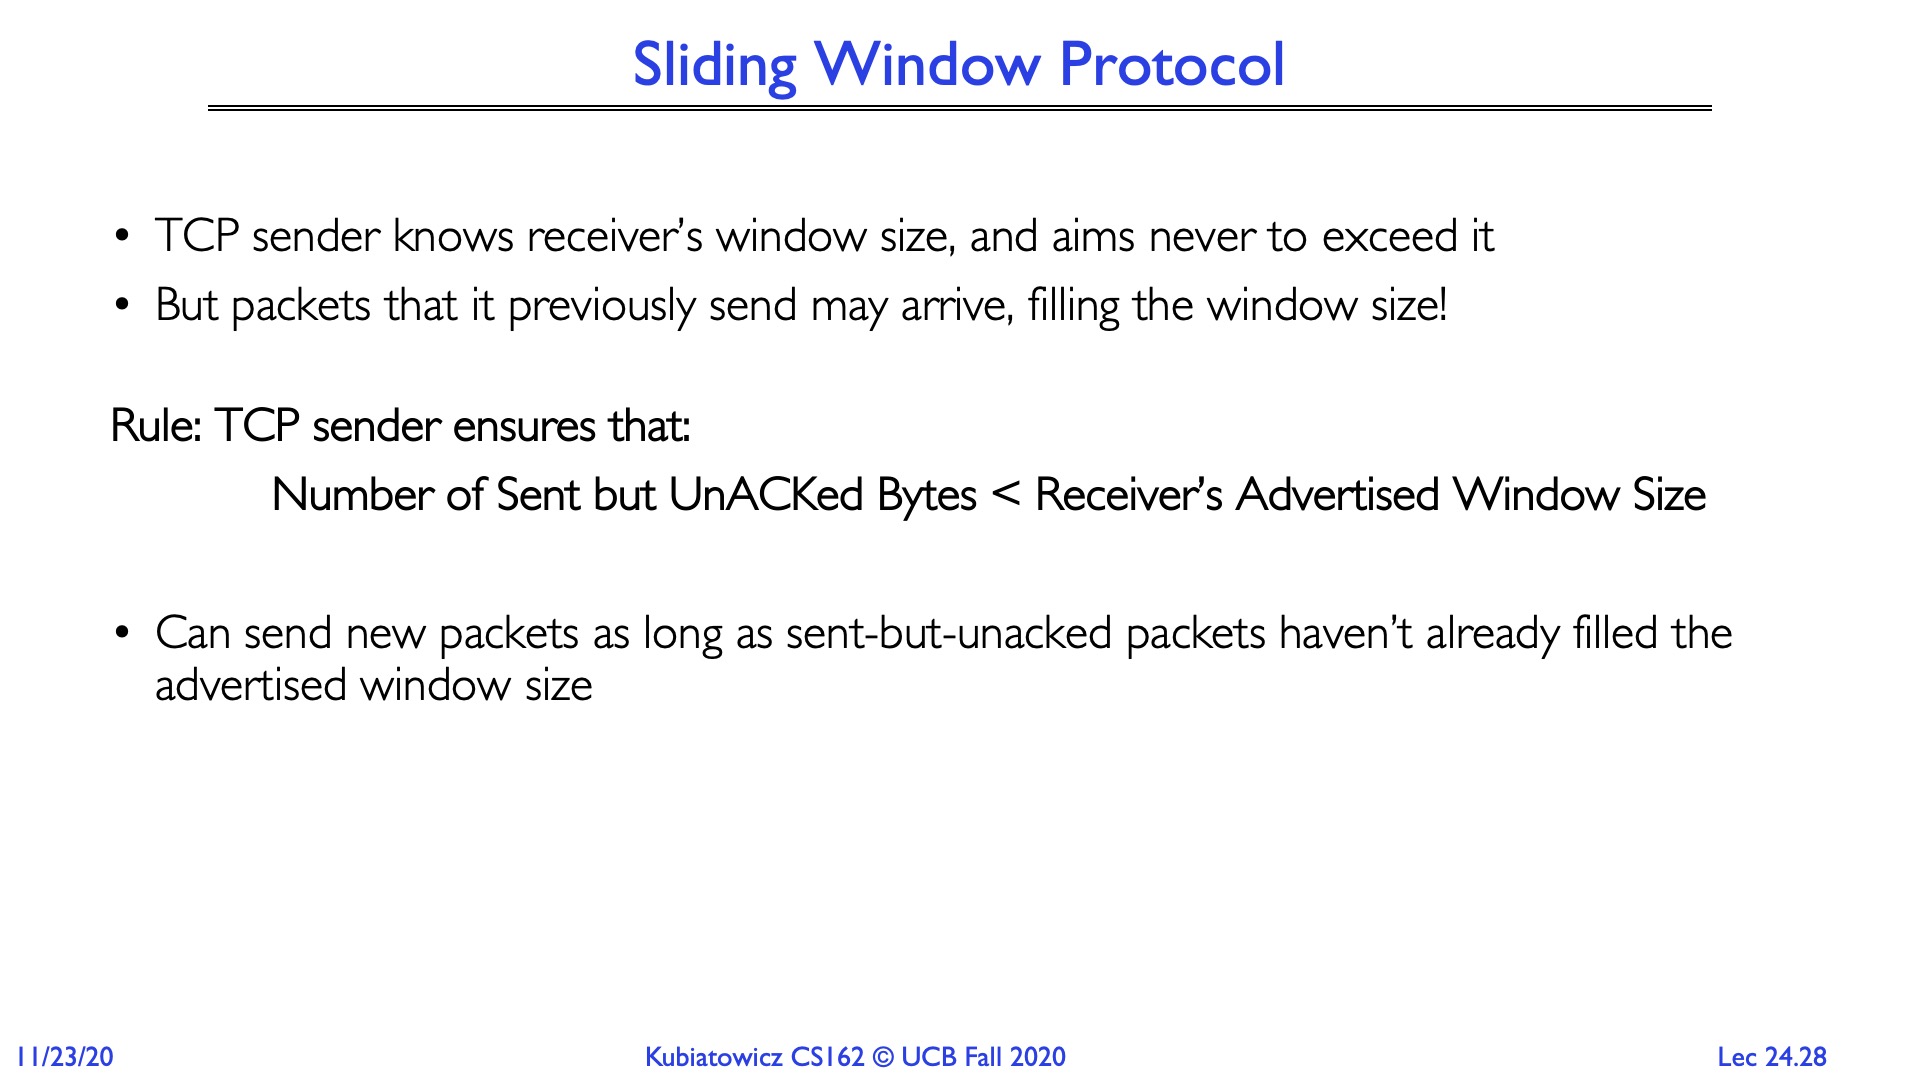 Sliding Window Protocol
• TCP sender knows receiver’s window size, and aims never to exceed it
• But packets that it previously send may arrive, filling the window size!
Rule: TCP sender ensures that:
Number of Sent but UnACKed Bytes < Receiver’s Advertised Window Size
• Can send new packets as long as sent-but-unacked packets haven’t already filled the
advertised window size
11/23/20
Kubiatowicz CS162 © UCB Fall 2020
Lec 24.28